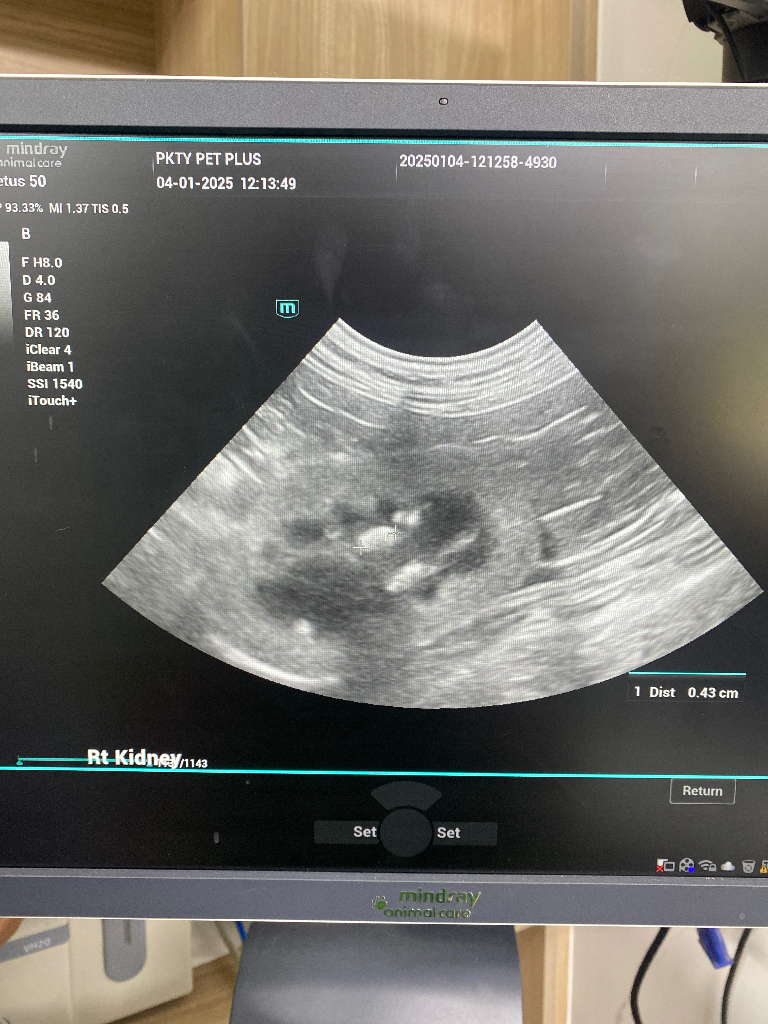 mindray
animal care
PKTY PET PLUS
20250104-121258-4930
etus 50
04-01-2025 12:13:49
P 93.33% MI 1.37 TIS 0.5
B
F H8.0
D 4.0
G 84
FR 36
DR 120
iClear 4
iBeam 1
SSI 1540
iTouch+
m
1 Dist 0.43 cm
Rt Kidney
/1143
Return
Set
Set
mindray
animal care